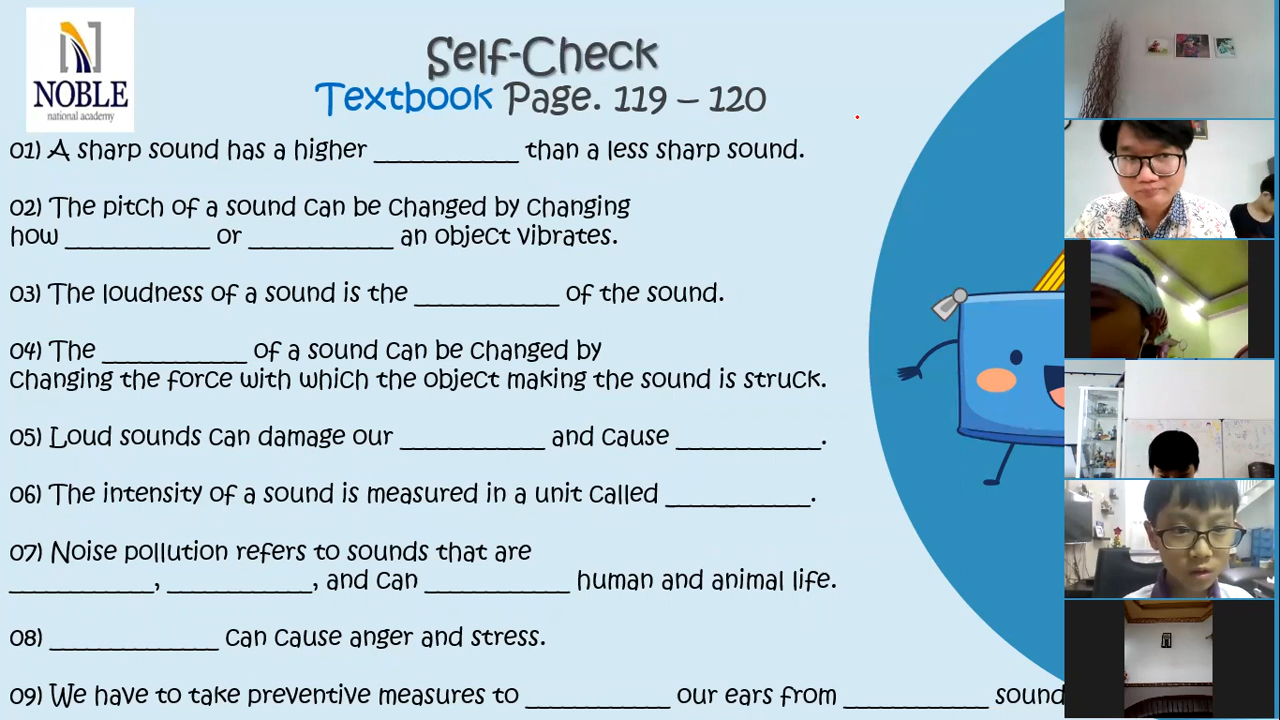 NOBLE
national academy
Self-Check
Textbook Page. 119 – 120
01) A sharp sound has a higher ____________ than a less sharp sound.
02) The pitch of a sound can be changed by changing
how ____________ or ____________ an object vibrates.
03) The loudness of a sound is the ____________ of the sound.
04) The ____________ of a sound can be changed by
changing the force with which the object making the sound is struck.
05) Loud sounds can damage our ____________ and cause ____________.
06) The intensity of a sound is measured in a unit called ____________.
07) Noise pollution refers to sounds that are
____________, ____________, and can ____________ human and animal life.
08) ______________ can cause anger and stress.
09) We have to take preventive measures to ____________ our ears from ____________ sound